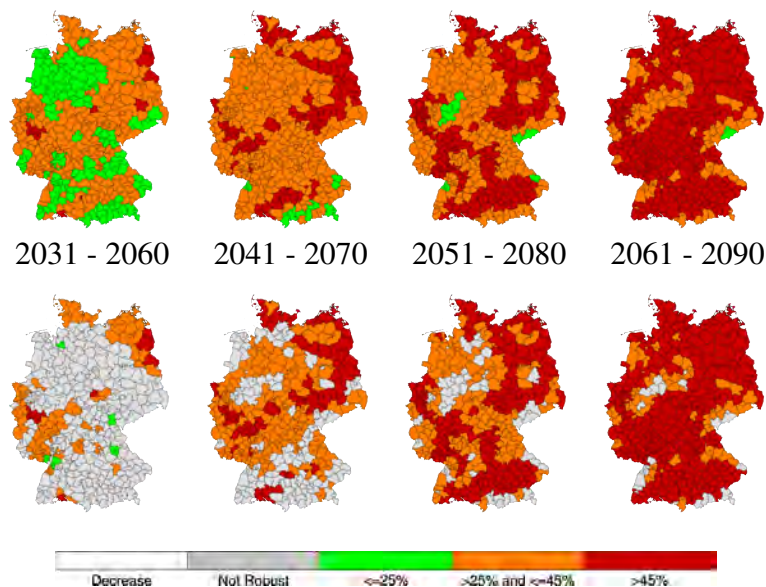 2031 - 2060 2041 - 2070 2051 - 2080 2061 - 2090
Decrease Not Robust <=25% >25% and <=45% >45%